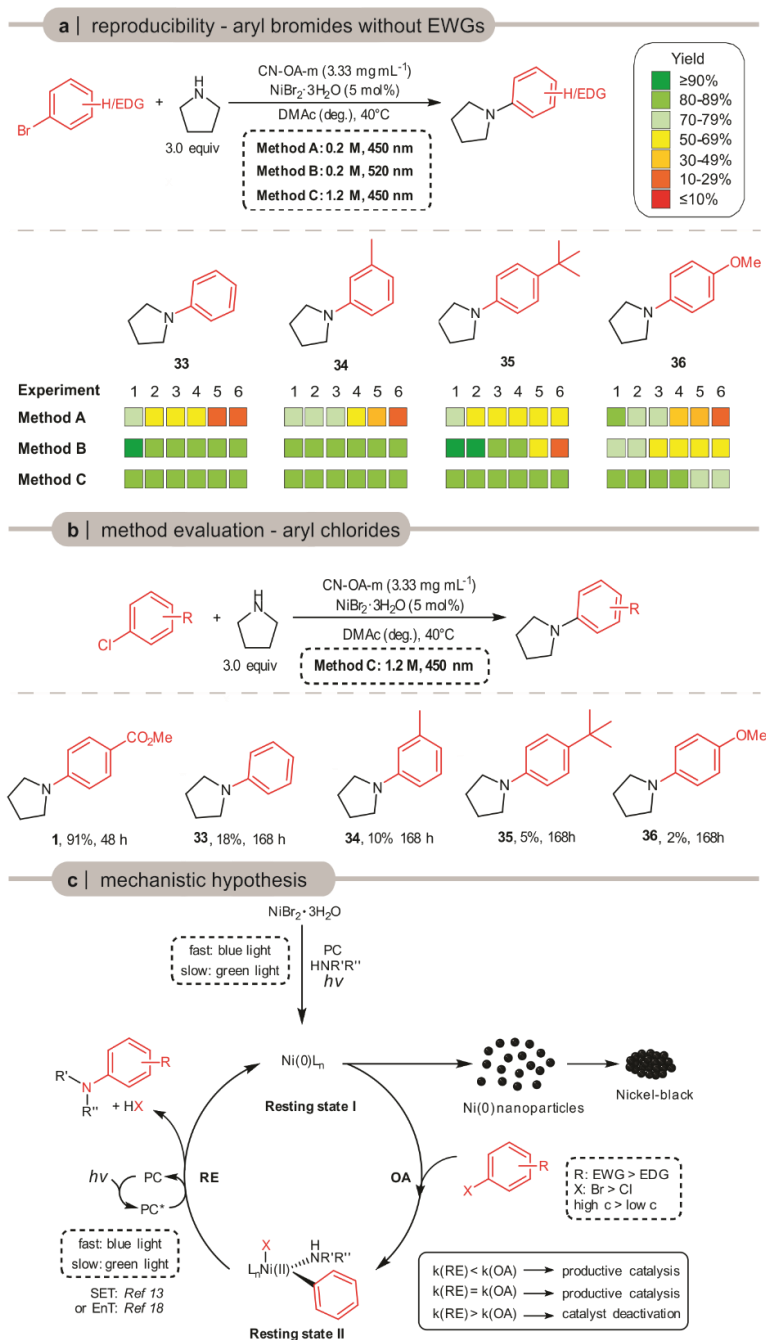 a | reproducibility - aryl bromides without EWGs
Br
H/EDG
+
H
N
3.0 equiv
CN-OA-m (3.33 mg mL-1)
NiBr2·3H2O (5 mol%)
DMAc (deg.), 40°C
Method A: 0.2 M, 450 nm
Method B: 0.2 M, 520 nm
Method C: 1.2 M, 450 nm
N
H/EDG
Yield
≥90%
80-89%
70-79%
50-69%
30-49%
10-29%
≤10%
N
33
N
34
N
35
N
OMe
36
Experiment 1 2 3 4 5 6 1 2 3 4 5 6 1 2 3 4 5 6 1 2 3 4 5 6
Method A
Method B
Method C
b | method evaluation - aryl chlorides
Cl
R
+
H
N
3.0 equiv
CN-OA-m (3.33 mg mL-1)
NiBr2·3H2O (5 mol%)
DMAc (deg.), 40°C
Method C: 1.2 M, 450 nm
N
R
N
CO2Me
1, 91%, 48 h
N
33, 18%, 168 h
N
34, 10% 168 h
N
35, 5%, 168h
N
OMe
36, 2%, 168h
c | mechanistic hypothesis
NiBr2·3H2O
fast: blue light
slow: green light
PC
HNR'R''
hν
Ni(0)Ln
Resting state I
Ni(0) nanoparticles
Nickel-black
R'
N
R''
R
+ HX
hν
PC
PC*
RE
OA
X
R
R: EWG > EDG
X: Br > Cl
high c > low c
fast: blue light
slow: green light
SET: Ref 13
or EnT: Ref 18
X
H
LnNi(II)
NR'R''
Resting state II
k(RE) < k(OA) → productive catalysis
k(RE) = k(OA) → productive catalysis
k(RE) > k(OA) → catalyst deactivation